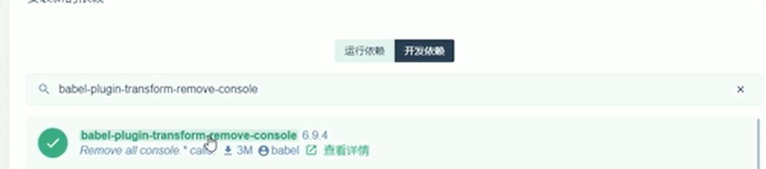 运行依赖 开发依赖
babel-plugin-transform-remove-console
babel-plugin-transform-remove-console 6.9.4
Remove all console.* calls 3M babel 查看详情